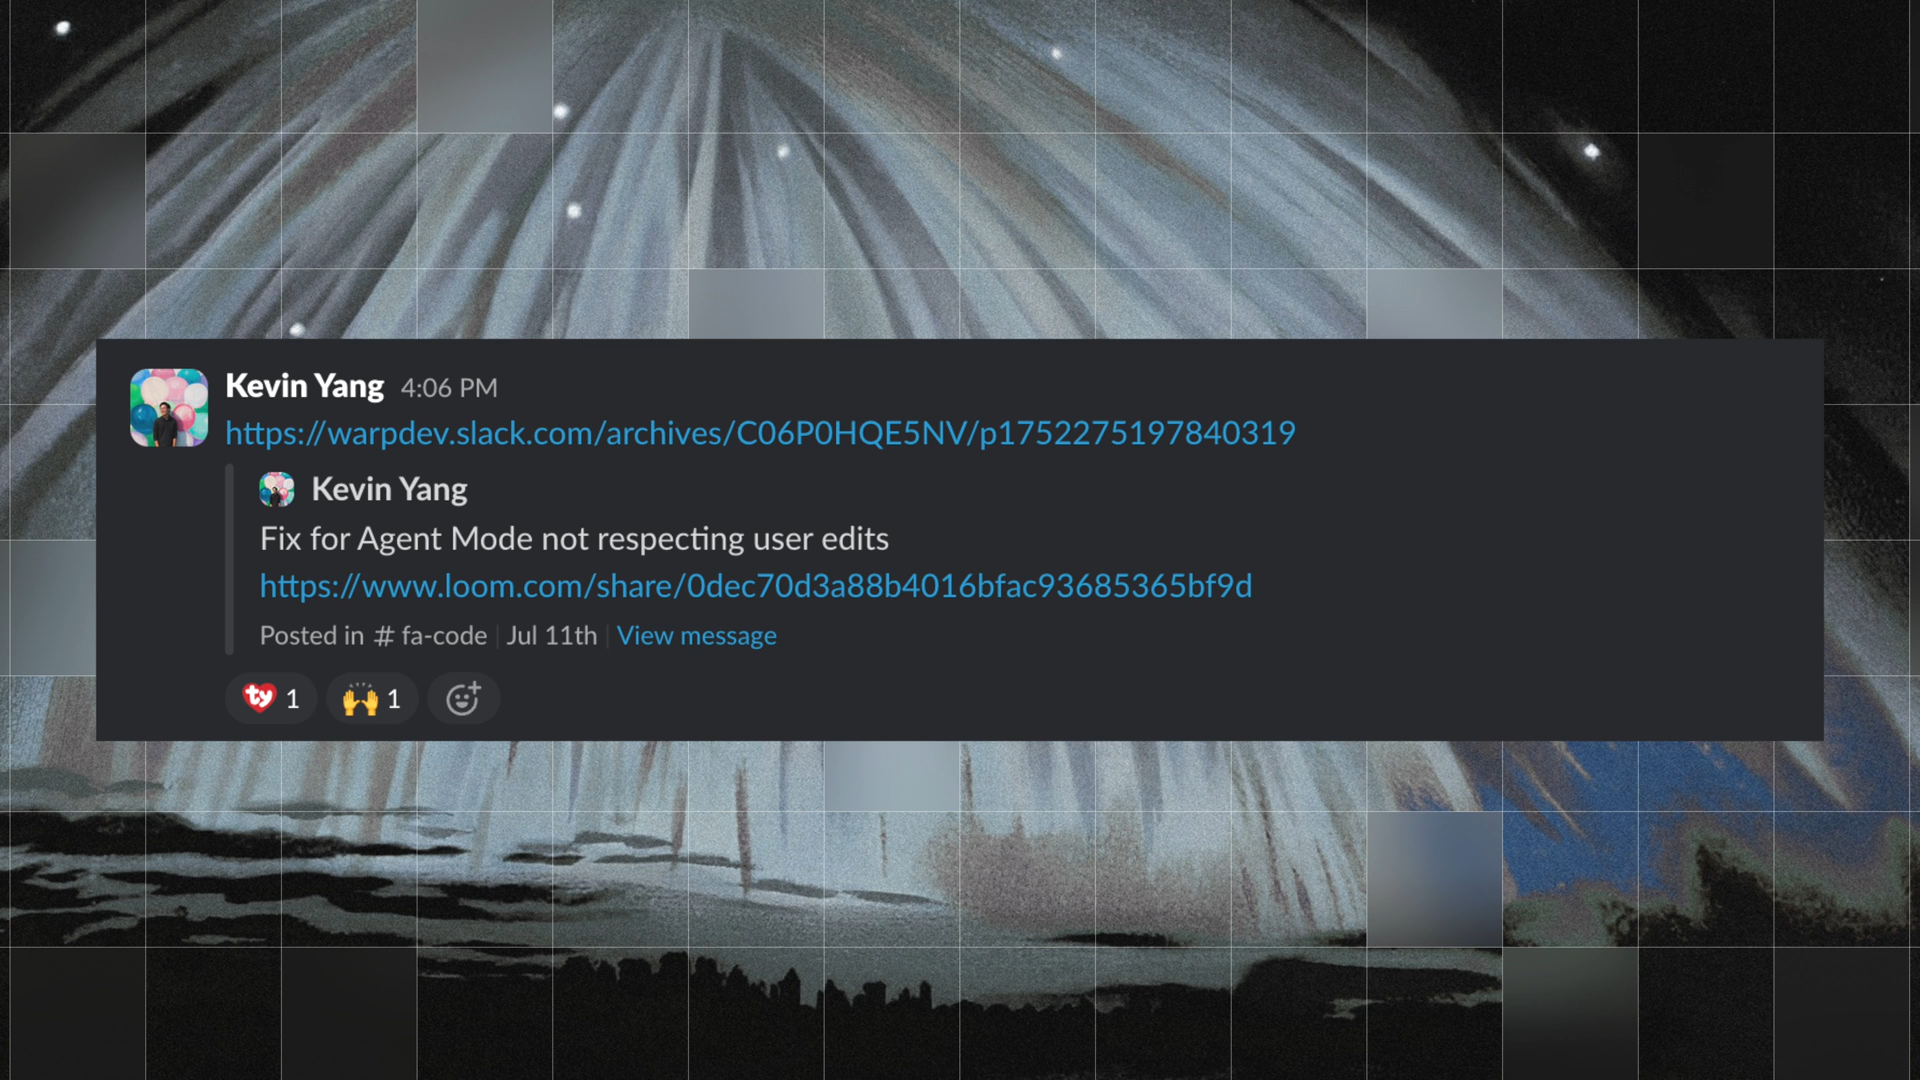 Kevin Yang 4:06 PM
https://warpdev.slack.com/archives/C06P0HQE5NV/p1752275197840319
Kevin Yang
Fix for Agent Mode not respecting user edits
https://www.loom.com/share/0dec70d3a88b4016bfac93685365bf9d
Posted in # fa-code | Jul 11th | View message
ty 1 1